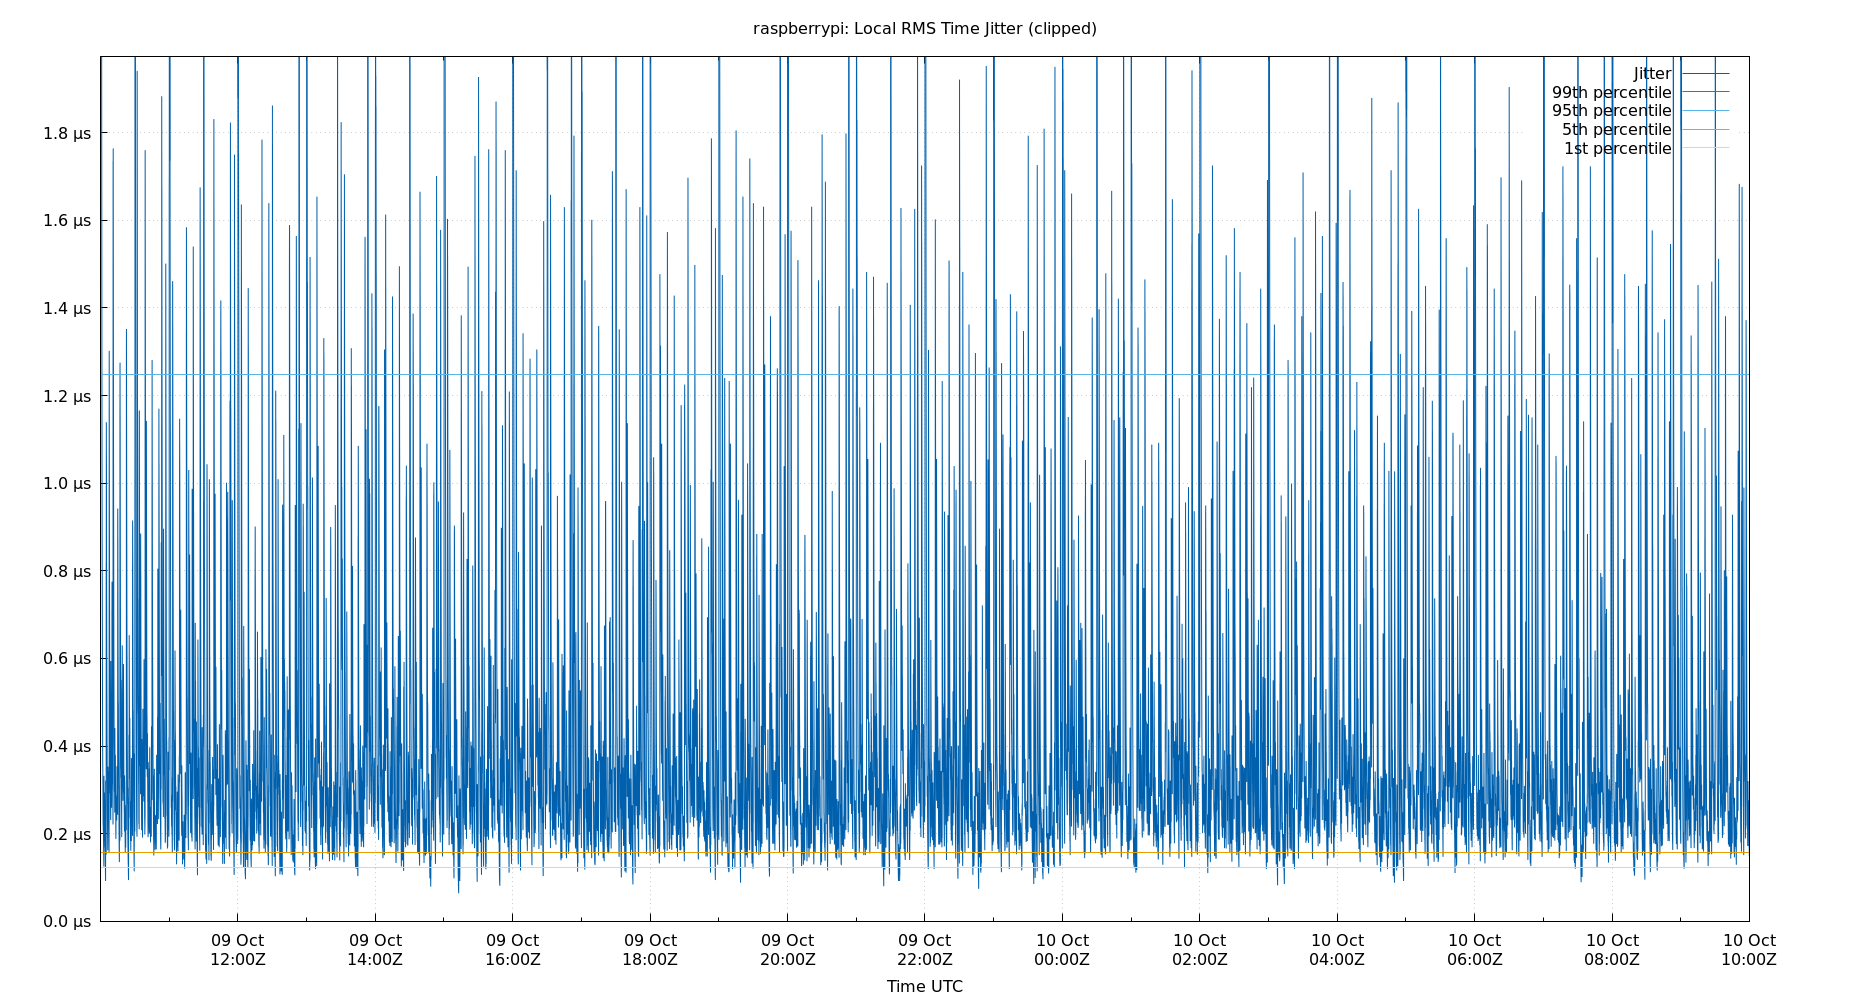 raspberrypi: Local RMS Time Jitter (clipped)
Jitter
99th percentile
95th percentile
5th percentile
1st percentile
1.8 µs
1.6 µs
1.4 µs
1.2 µs
1.0 µs
0.8 µs
0.6 µs
0.4 µs
0.2 µs
0.0 µs
09 Oct 09 Oct 09 Oct 09 Oct 09 Oct 09 Oct 10 Oct 10 Oct 10 Oct 10 Oct 10 Oct 10 Oct
12:00Z 14:00Z 16:00Z 18:00Z 20:00Z 22:00Z 00:00Z 02:00Z 04:00Z 06:00Z 08:00Z 10:00Z
Time UTC